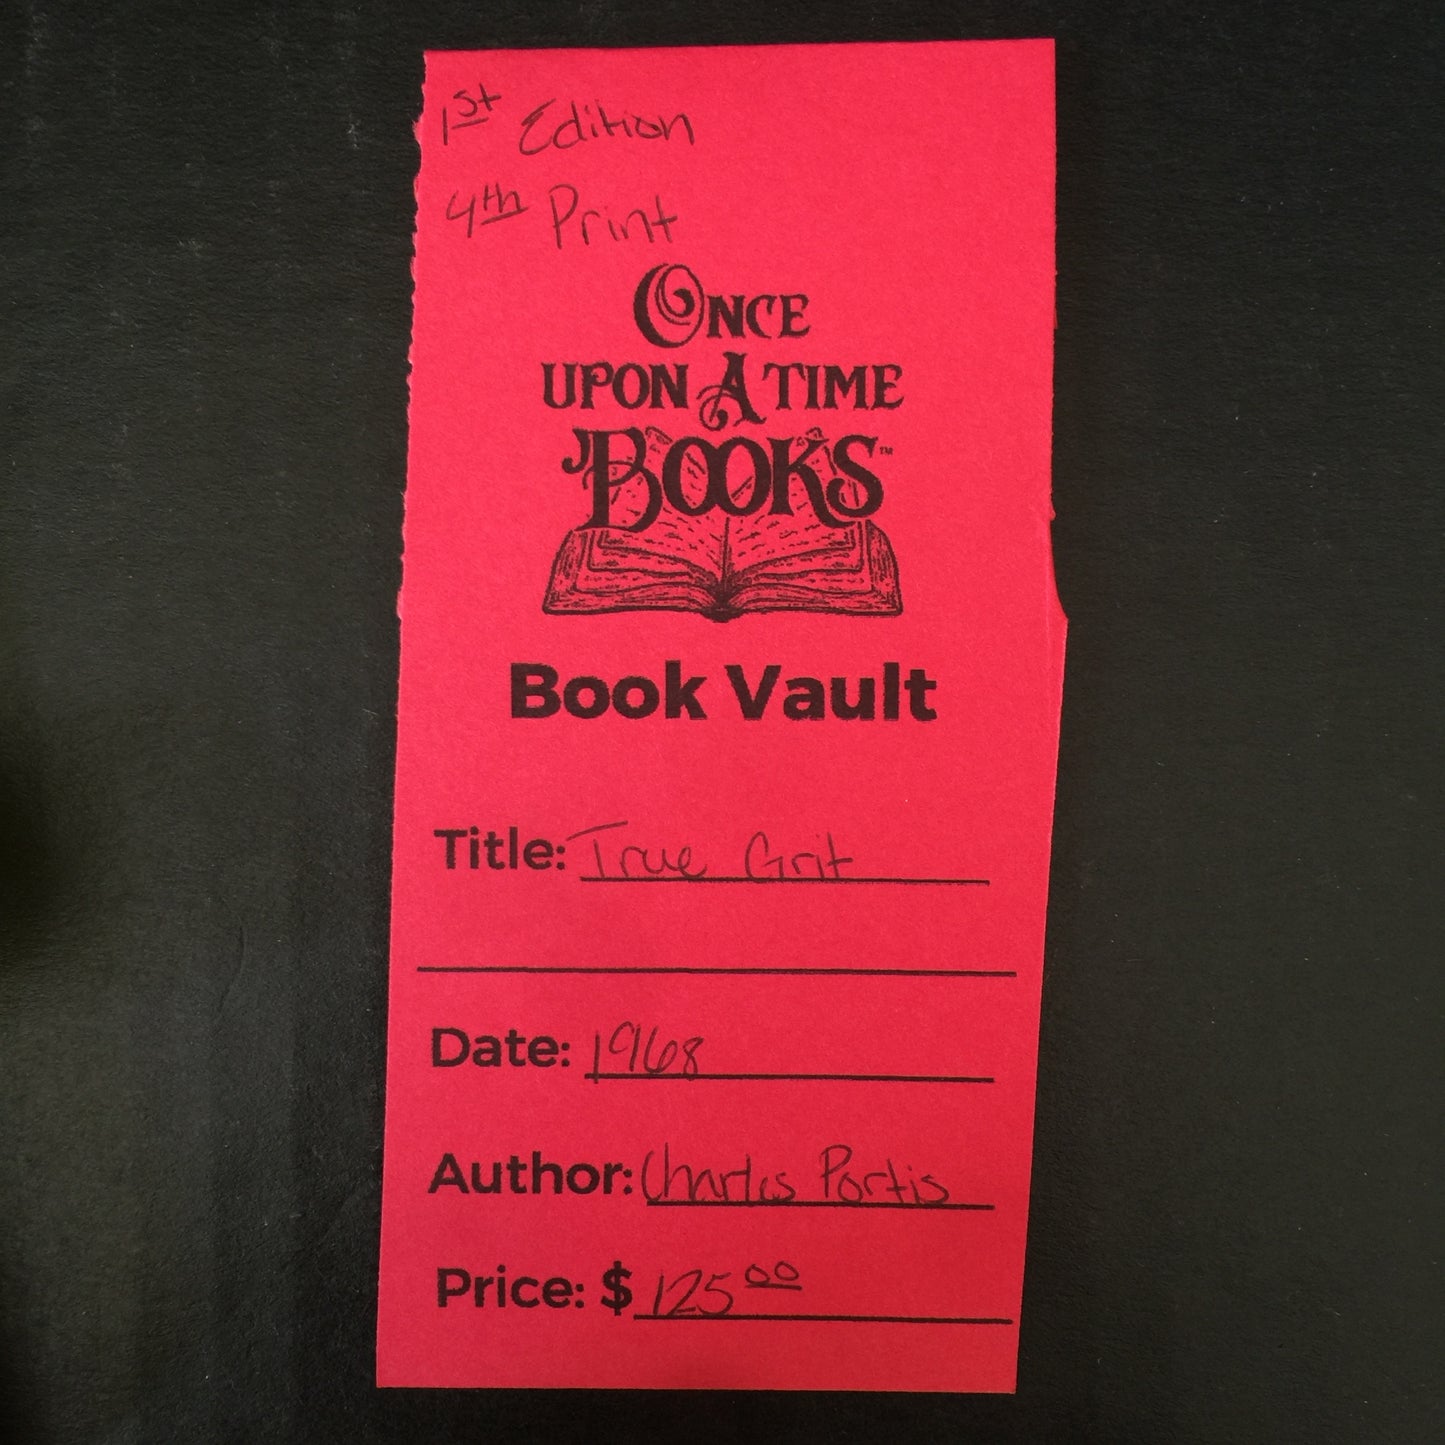 1st Edition
4th Print
ONCE
UPON A TIME
BOOKS™
Book Vault
Title: True Grit
Date: 1968
Author: Charles Portis
Price: $ 125 00